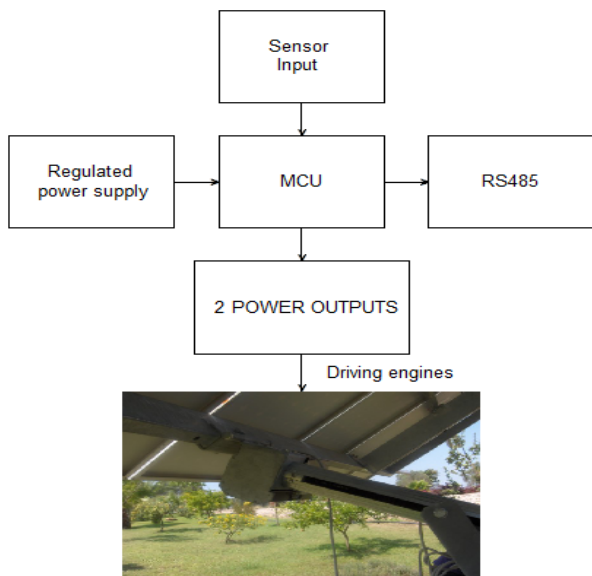 Sensor
Input
Regulated
power supply
MCU
RS485
2 POWER OUTPUTS
Driving engines